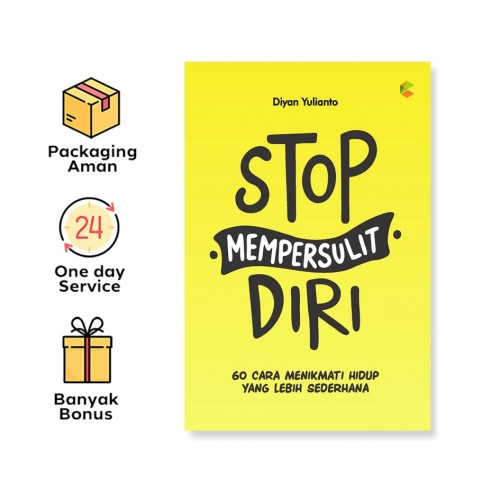 Packaging
Aman
24
One day
Service
Banyak
Bonus
Diyan Yulianto
STOP
MEMPERSULIT
DIRI
60 CARA MENIKMATI HIDUP
YANG LEBIH SEDERHANA